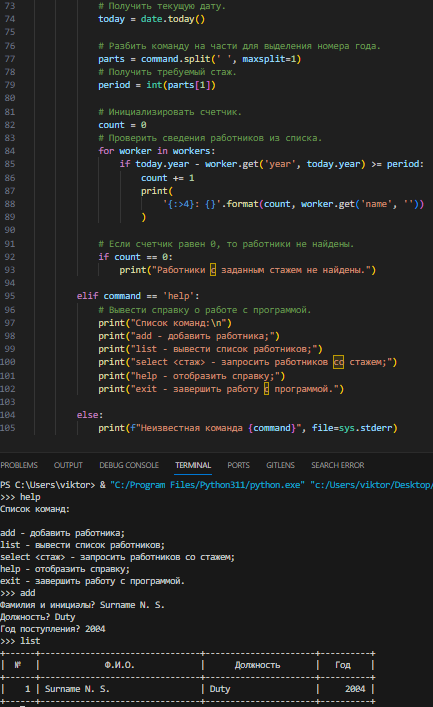 73 # Получить текущую дату.
74 today = date.today()
75
76 # Разбить команду на части для выделения номера года.
77 parts = command.split(' ', maxsplit=1)
78 # Получить требуемый стаж.
79 period = int(parts[1])
80
81 # Инициализировать счетчик.
82 count = 0
83 # Проверить сведения работников из списка.
84 for worker in workers:
85 if today.year - worker.get('year', today.year) >= period:
86 count += 1
87 print(
88 '{:>4}: {}'.format(count, worker.get('name', ''))
89 )
90
91 # Если счетчик равен 0, то работники не найдены.
92 if count == 0:
93 print("Работники с заданным стажем не найдены.")
94
95 elif command == 'help':
96 # Вывести справку о работе с программой.
97 print("Список команд:\n")
98 print("add - добавить работника;")
99 print("list - вывести список работников;")
100 print("select <стаж> - запросить работников со стажем;")
101 print("help - отобразить справку;")
102 print("exit - завершить работу с программой.")
103
104 else:
105 print(f"Неизвестная команда {command}", file=sys.stderr)
PROBLEMS OUTPUT DEBUG CONSOLE TERMINAL PORTS GITLENS SEARCH ERROR
PS C:\Users\viktor> & "C:/Program Files/Python311/python.exe" "c:/Users/viktor/Desktop/
>>> help
Список команд:

add - добавить работника;
list - вывести список работников;
select <стаж> - запросить работников со стажем;
help - отобразить справку;
exit - завершить работу с программой.
>>> add
Фамилия и инициалы? Surname N. S.
Должность? Duty
Год поступления? 2004
>>> list
+------+--------------------------------+----------------------+----------+
| № | Ф.И.О. | Должность | Год |
+------+--------------------------------+----------------------+----------+
| 1 | Surname N. S. | Duty | 2004 |
+------+--------------------------------+----------------------+----------+